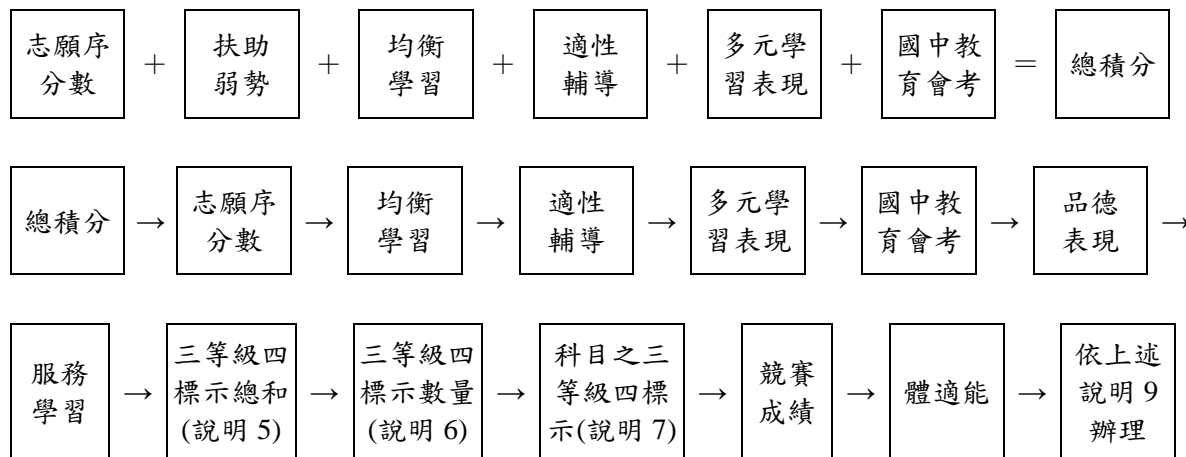 志願序分數 + 扶助弱勢 + 均衡學習 + 適性輔導 + 多元學習表現 + 國中教育會考 = 總積分
總積分 → 志願序分數 → 均衡學習 → 適性輔導 → 多元學習表現 → 國中教育會考 → 品德表現 →
服務學習 → 三等級四標示總和(說明 5) → 三等級四標示數量(說明 6) → 科目之三等級四標示(說明 7) → 競賽成績 → 體適能 → 依上述說明 9 辦理